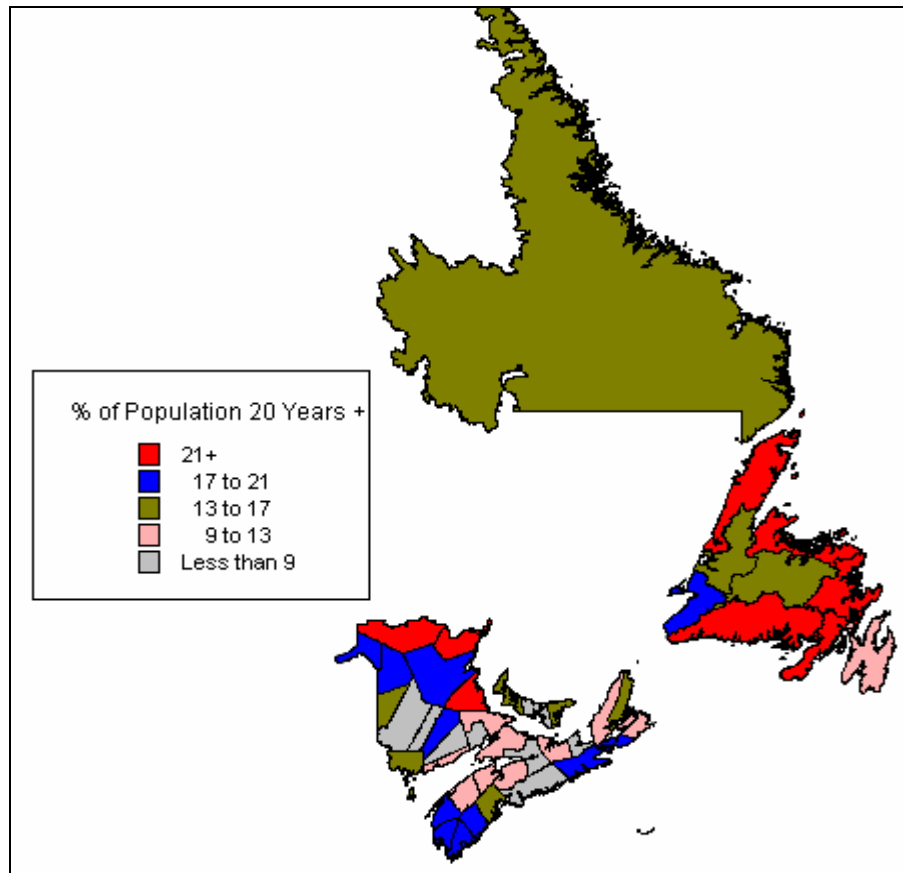 % of Population 20 Years +
21+
17 to 21
13 to 17
9 to 13
Less than 9